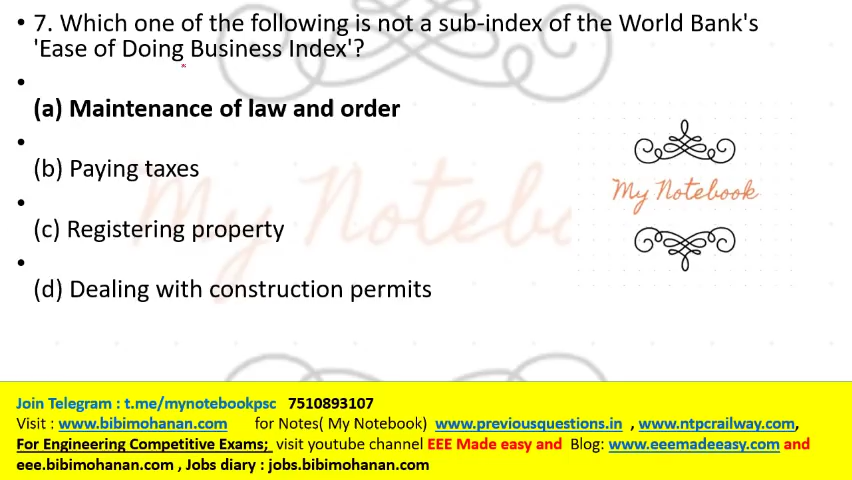 • 7. Which one of the following is not a sub-index of the World Bank's
'Ease of Doing Business Index'?
•
(a) Maintenance of law and order
•
(b) Paying taxes
•
(c) Registering property
•
(d) Dealing with construction permits
My Notebook
My Notebo
Join Telegram : t.me/mynotebookpsc 7510893107
Visit : www.bibimohanan.com for Notes( My Notebook) www.previousquestions.in , www.ntpcrailway.com,
For Engineering Competitive Exams; visit youtube channel EEE Made easy and Blog: www.eeemadeeasy.com and
eee.bibimohanan.com , Jobs diary : jobs.bibimohanan.com